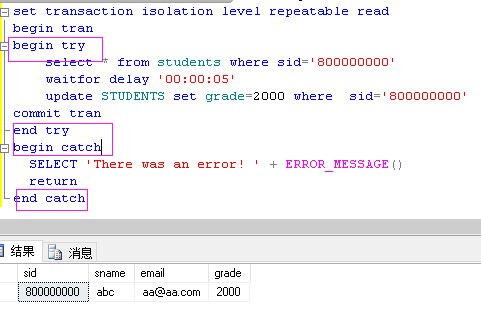 set transaction isolation level repeatable read
begin tran
begin try
select * from students where sid='800000000'
waitfor delay '00:00:05'
update STUDENTS set grade=2000 where sid='800000000'
commit tran
end try
begin catch
SELECT 'There was an error! ' + ERROR_MESSAGE()
return
end catch
结果 消息
sid sname email grade
800000000 abc aa@aa.com 2000